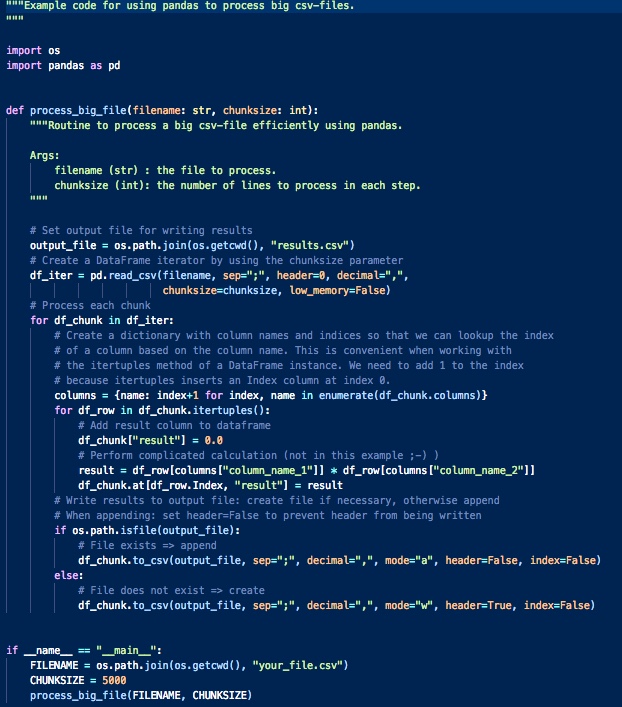 """Example code for using pandas to process big csv-files.
"""

import os
import pandas as pd


def process_big_file(filename: str, chunksize: int):
    """Routine to process a big csv-file efficiently using pandas.

    Args:
        filename (str) : the file to process.
        chunksize (int): the number of lines to process in each step.
    """

    # Set output file for writing results
    output_file = os.path.join(os.getcwd(), "results.csv")
    # Create a DataFrame iterator by using the chunksize parameter
    df_iter = pd.read_csv(filename, sep=";", header=0, decimal=",",
                          chunksize=chunksize, low_memory=False)
    # Process each chunk
    for df_chunk in df_iter:
        # Create a dictionary with column names and indices so that we can lookup the index
        # of a column based on the column name. This is convenient when working with
        # the itertuples method of a DataFrame instance. We need to add 1 to the index
        # because itertuples inserts an Index column at index 0.
        columns = {name: index+1 for index, name in enumerate(df_chunk.columns)}
        for df_row in df_chunk.itertuples():
            # Add result column to dataframe
            df_chunk["result"] = 0.0
            # Perform complicated calculation (not in this example ;-) )
            result = df_row[columns["column_name_1"]] * df_row[columns["column_name_2"]]
            df_chunk.at[df_row.Index, "result"] = result
        # Write results to output file: create file if necessary, otherwise append
        # When appending: set header=False to prevent header from being written
        if os.path.isfile(output_file):
            # File exists => append
            df_chunk.to_csv(output_file, sep=";", decimal=",", mode="a", header=False, index=False)
        else:
            # File does not exist => create
            df_chunk.to_csv(output_file, sep=";", decimal=",", mode="w", header=True, index=False)


if __name__ == "__main__":
    FILENAME = os.path.join(os.getcwd(), "your_file.csv")
    CHUNKSIZE = 5000
    process_big_file(FILENAME, CHUNKSIZE)